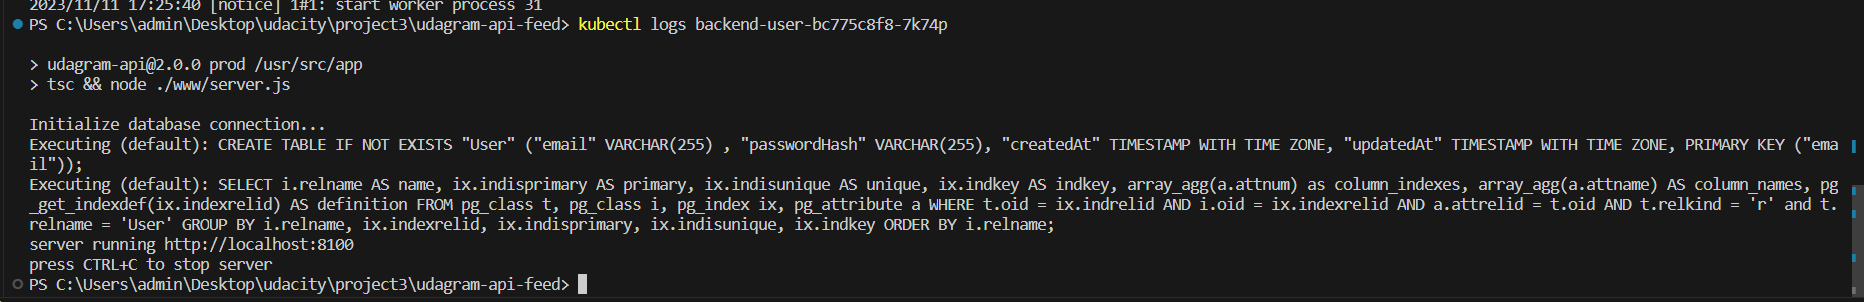 2023/11/11 17:25:40 [notice] 1#1: start worker process 31
PS C:\Users\admin\Desktop\udacity\project3\udagram-api-feed> kubectl logs backend-user-bc775c8f8-7k74p
> udagram-api@2.0.0 prod /usr/src/app
> tsc && node ./www/server.js
Initialize database connection...
Executing (default): CREATE TABLE IF NOT EXISTS "User" ("email" VARCHAR(255) , "passwordHash" VARCHAR(255), "createdAt" TIMESTAMP WITH TIME ZONE, "updatedAt" TIMESTAMP WITH TIME ZONE, PRIMARY KEY ("ema
il"));
Executing (default): SELECT i.relname AS name, ix.indisprimary AS primary, ix.indisunique AS unique, ix.indkey AS indkey, array_agg(a.attnum) as column_indexes, array_agg(a.attname) AS column_names, pg
_get_indexdef(ix.indexrelid) AS definition FROM pg_class t, pg_class i, pg_index ix, pg_attribute a WHERE t.oid = ix.indrelid AND i.oid = ix.indexrelid AND a.attrelid = t.oid AND t.relkind = 'r' and t.
relname = 'User' GROUP BY i.relname, ix.indexrelid, ix.indisprimary, ix.indisunique, ix.indkey ORDER BY i.relname;
server running http://localhost:8100
press CTRL+C to stop server
PS C:\Users\admin\Desktop\udacity\project3\udagram-api-feed>